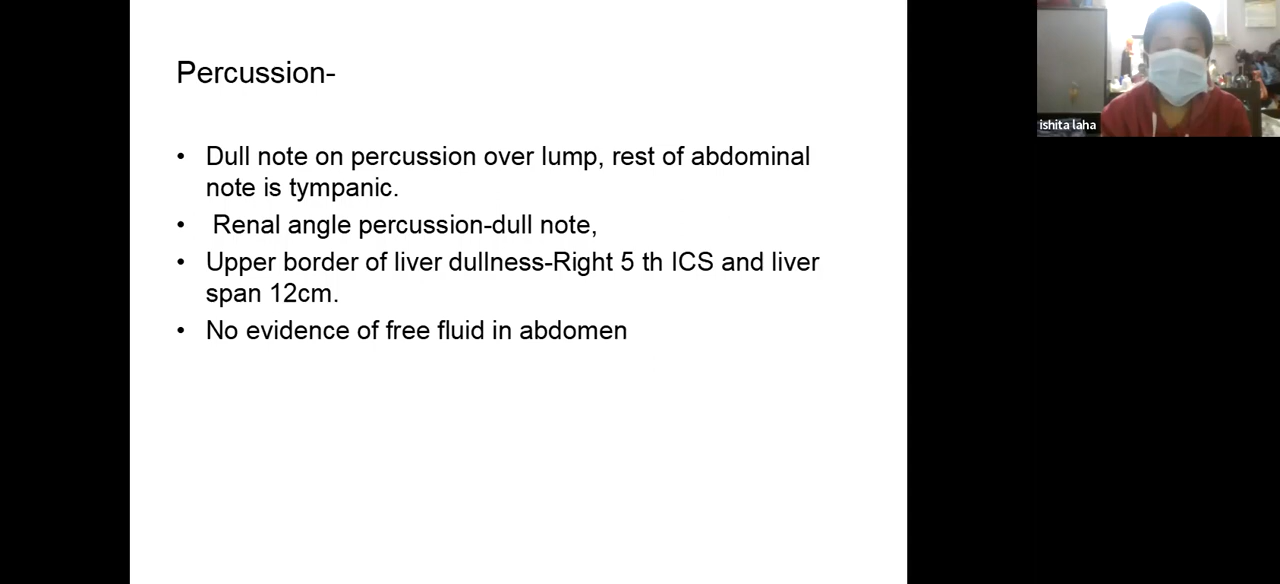 Percussion-
• Dull note on percussion over lump, rest of abdominal
note is tympanic.
• Renal angle percussion-dull note,
• Upper border of liver dullness-Right 5 th ICS and liver
span 12cm.
• No evidence of free fluid in abdomen
ishita laha